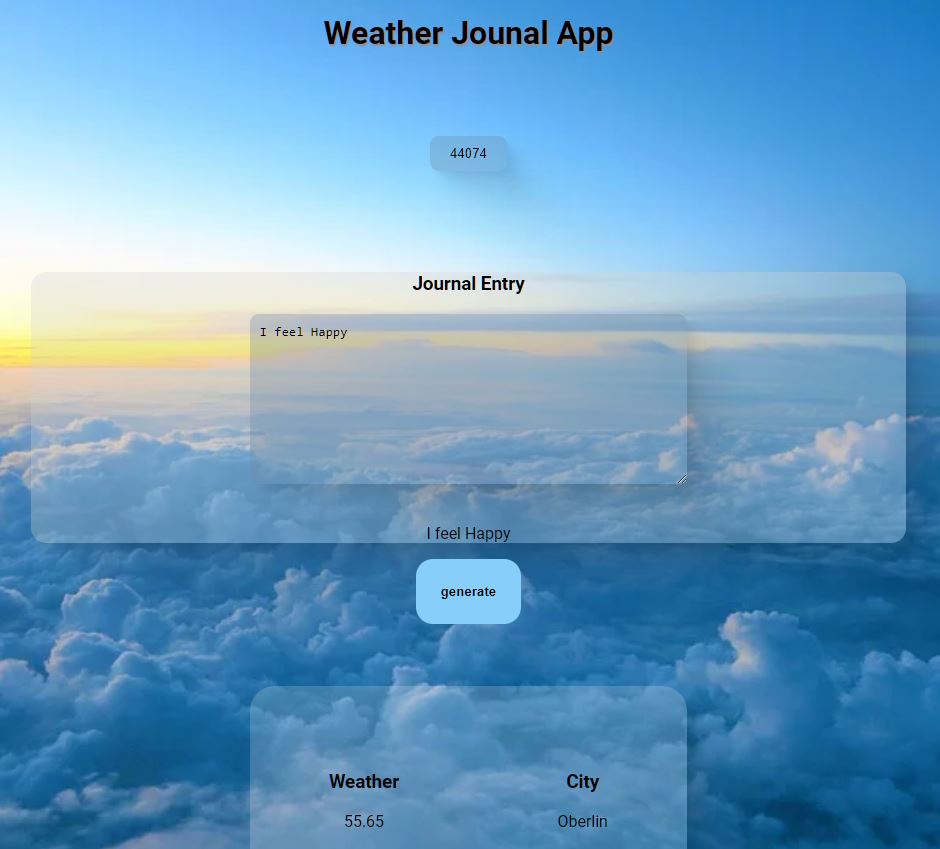 Weather Jounal App
44074
Journal Entry
I feel Happy
I feel Happy
generate
Weather City
55.65 Oberlin